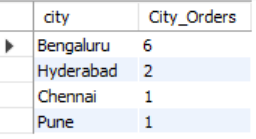 city City_Orders
Bengaluru 6
Hyderabad 2
Chennai 1
Pune 1